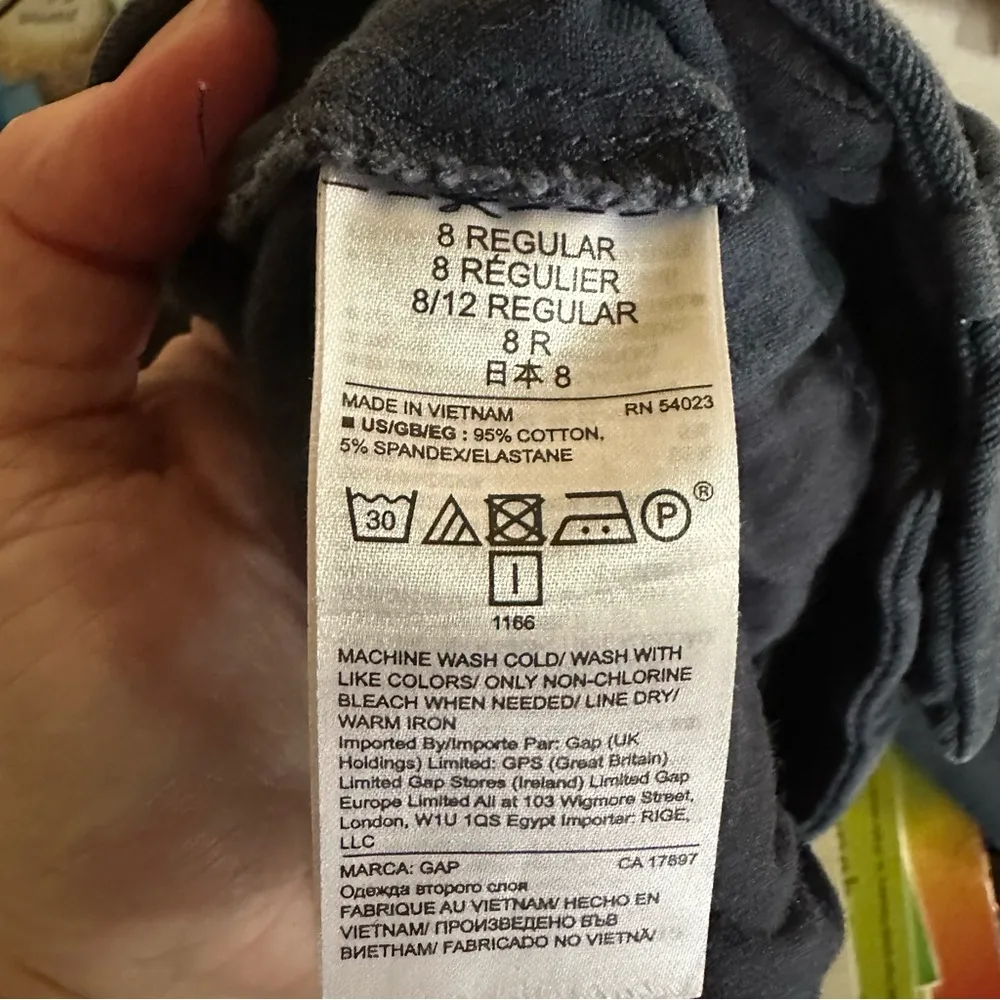 8 REGULAR
8 RÉGULIER
8/12 REGULAR
8 R
日本 8
MADE IN VIETNAM RN 54023
US/GB/EG : 95% COTTON,
5% SPANDEX/ELASTANE
30 P ®
1166
MACHINE WASH COLD/ WASH WITH
LIKE COLORS/ ONLY NON-CHLORINE
BLEACH WHEN NEEDED/ LINE DRY/
WARM IRON
Imported By/Importe Par: Gap (UK
Holdings) Limited: GPS (Great Britain)
Limited Gap Stores (Ireland) Limited Gap
Europe Limited All at 103 Wigmore Street,
London, W1U 1QS Egypt Importer: RIGE,
LLC
MARCA: GAP CA 17897
Одежда второго слоя
FABRIQUE AU VIETNAM/ HECHO EN
VIETNAM/ ПРОИЗВЕДЕНО ВЪВ
ВИЕТНАМ/ FABRICADO NO VIETNA/